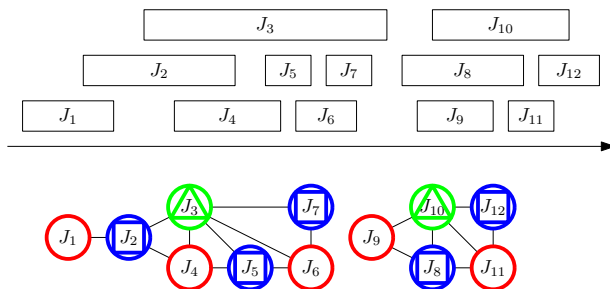 J₃ J₁₀
J₂ J₅ J₇ J₈ J₁₂
J₁ J₄ J₆ J₉ J₁₁
J₃ J₇ J₁₀ J₁₂
J₁ J₂ J₉
J₄ J₅ J₆ J₈ J₁₁